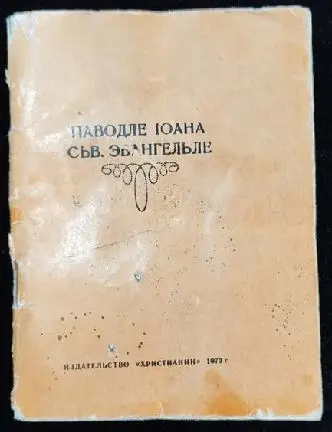 ПАВОДЛЕ ІОАНА
СЬВ. ЭВАНГЕЛЬЛЕ
ИЗДАТЕЛЬСТВО «ХРИСТИАНИН» 1973 г